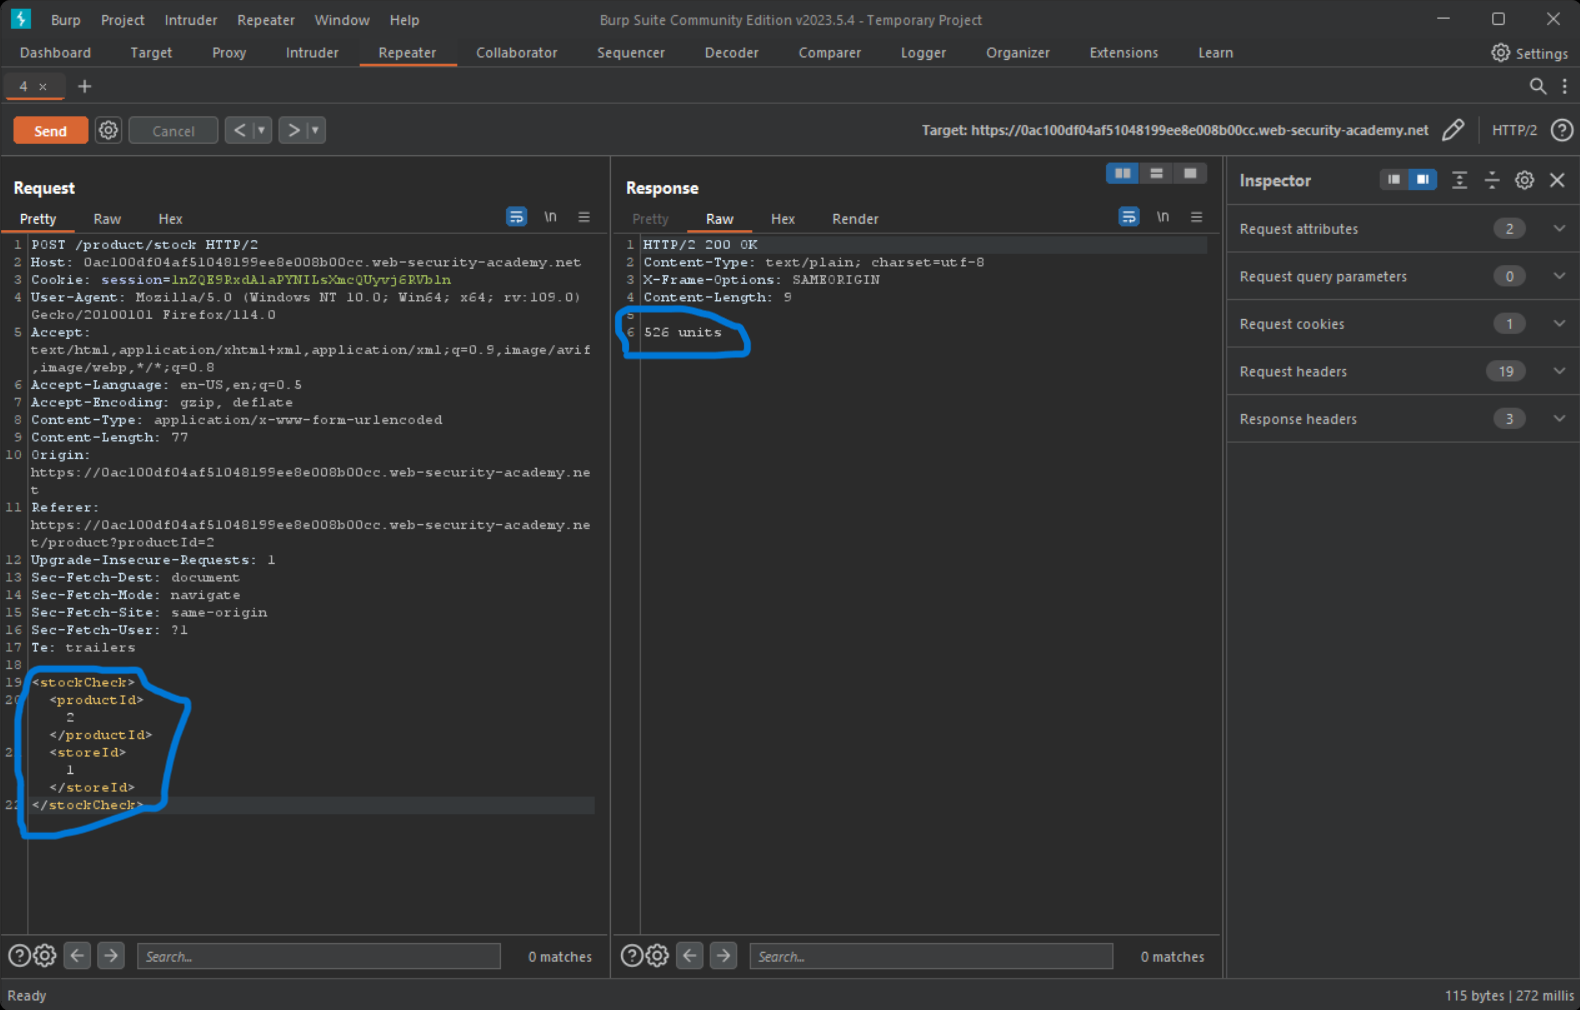 Burp Project Intruder Repeater Window Help Burp Suite Community Edition v2023.5.4 - Temporary Project
Dashboard Target Proxy Intruder Repeater Collaborator Sequencer Decoder Comparer Logger Organizer Extensions Learn Settings
4 × +
Send Cancel < > Target: https://0ac100df04af51048199ee8e008b00cc.web-security-academy.net HTTP/2 ?
Request
Pretty Raw Hex \n
1 POST /product/stock HTTP/2
2 Host: 0ac100df04af51048199ee8e008b00cc.web-security-academy.net
3 Cookie: session=
4 User-Agent: Mozilla/5.0 (Windows NT 10.0; Win64; x64; rv:109.0)
Gecko/20100101 Firefox/114.0
5 Accept:
text/html,application/xhtml+xml,application/xml;q=0.9,image/avif
,image/webp,*/*;q=0.8
6 Accept-Language: en-US,en;q=0.5
7 Accept-Encoding: gzip, deflate
8 Content-Type: application/x-www-form-urlencoded
9 Content-Length: 77
10 Origin:
https://0ac100df04af51048199ee8e008b00cc.web-security-academy.ne
t
11 Referer:
https://0ac100df04af51048199ee8e008b00cc.web-security-academy.ne
t/product?productId=2
12 Upgrade-Insecure-Requests: 1
13 Sec-Fetch-Dest: document
14 Sec-Fetch-Mode: navigate
15 Sec-Fetch-Site: same-origin
16 Sec-Fetch-User: ?1
17 Te: trailers
18
19 <stockCheck>
20 <productId>
2
</productId>
2 <storeId>
1
</storeId>
22 </stockCheck>
? Search... 0 matches
Response
Pretty Raw Hex Render \n
1 HTTP/2 200 OK
2 Content-Type: text/plain; charset=utf-8
3 X-Frame-Options: SAMEORIGIN
4 Content-Length: 9
5
6 526 units
? Search... 0 matches
Inspector
Request attributes 2
Request query parameters 0
Request cookies 1
Request headers 19
Response headers 3
Ready 115 bytes | 272 millis